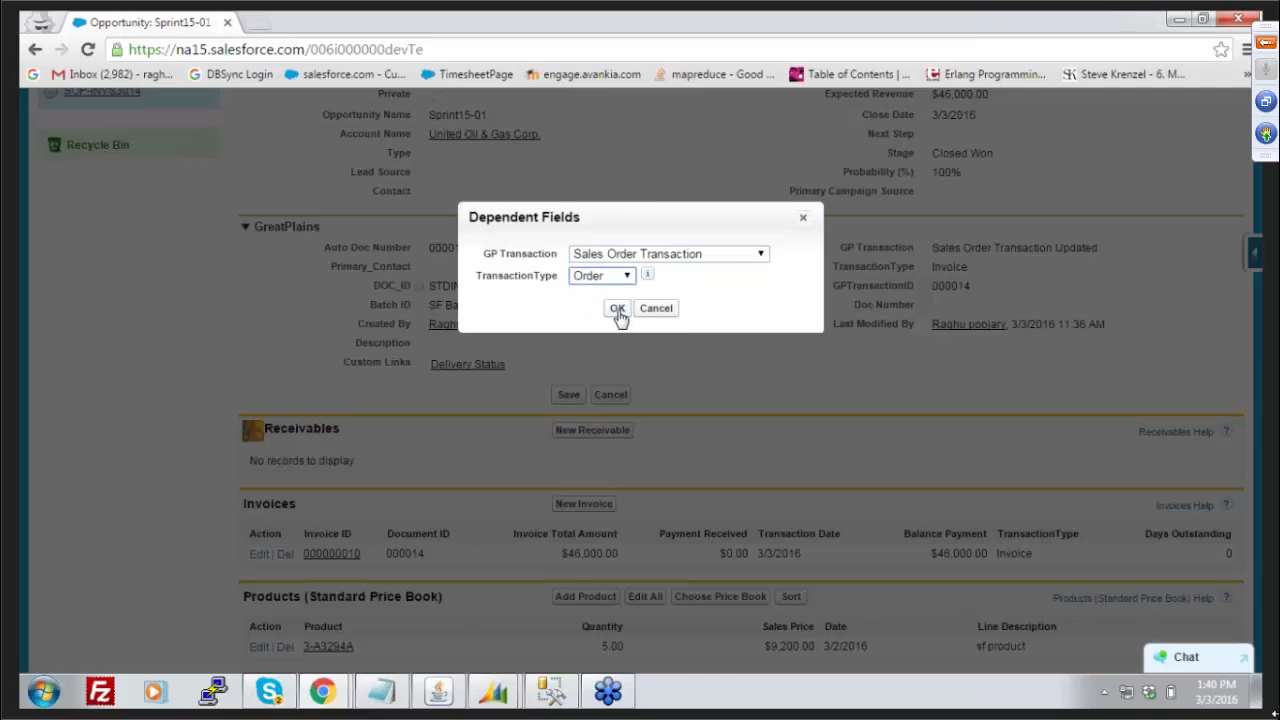 Opportunity: Sprint15-01
https://na15.salesforce.com/006i000000devTe
Inbox (2,982) - ragh...
DBSync Login
salesforce.com - Cu...
TimesheetPage
engage.avankia.com
mapreduce - Good ...
Table of Contents | ...
Erlang Programmin...
Steve Krenzel - 6. M...
Private
Expected Revenue $46,000.00
Opportunity Name Sprint15-01
Close Date 3/3/2016
Account Name United Oil & Gas Corp.
Next Step
Type
Stage Closed Won
Lead Source
Probability (%) 100%
Contact
Primary Campaign Source
Recycle Bin
Dependent Fields
GP Transaction Sales Order Transaction
TransactionType Order
OK Cancel
GreatPlains
Auto Doc Number
GP Transaction Sales Order Transaction Updated
Primary_Contact
TransactionType Invoice
DOC_ID STDIN
GPTransactionID 000014
Batch ID SF Ba
Doc Number
Created By Raghu
Last Modified By Raghu poojary, 3/3/2016 11:36 AM
Description
Custom Links Delivery Status
Save Cancel
Receivables New Receivable Receivables Help ?
No records to display
Invoices New Invoice Invoices Help ?
Action Invoice ID Document ID Invoice Total Amount Payment Received Transaction Date Balance Payment TransactionType Days Outstanding
Edit | Del 000000010 000014 $46,000.00 $0.00 3/3/2016 $46,000.00 Invoice 0
Products (Standard Price Book) Add Product Edit All Choose Price Book Sort Products (Standard Price Book) Help ?
Action Product Quantity Sales Price Date Line Description
Edit | Del 3-A3294A 5.00 $9,200.00 3/2/2016 sf product
Chat
1:40 PM
3/3/2016